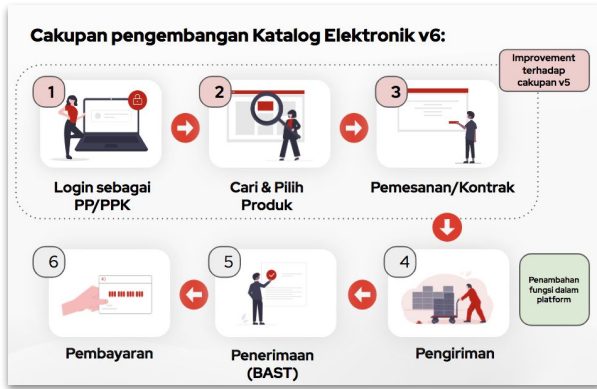 Cakupan pengembangan Katalog Elektronik v6:
Improvement
terhadap
cakupan v5
1
2
3
Login sebagai
PP/PPK
Cari & Pilih
Produk
Pemesanan/Kontrak
6
5
4
Penambahan
fungsi dalam
platform
Pembayaran
Penerimaan
(BAST)
Pengiriman